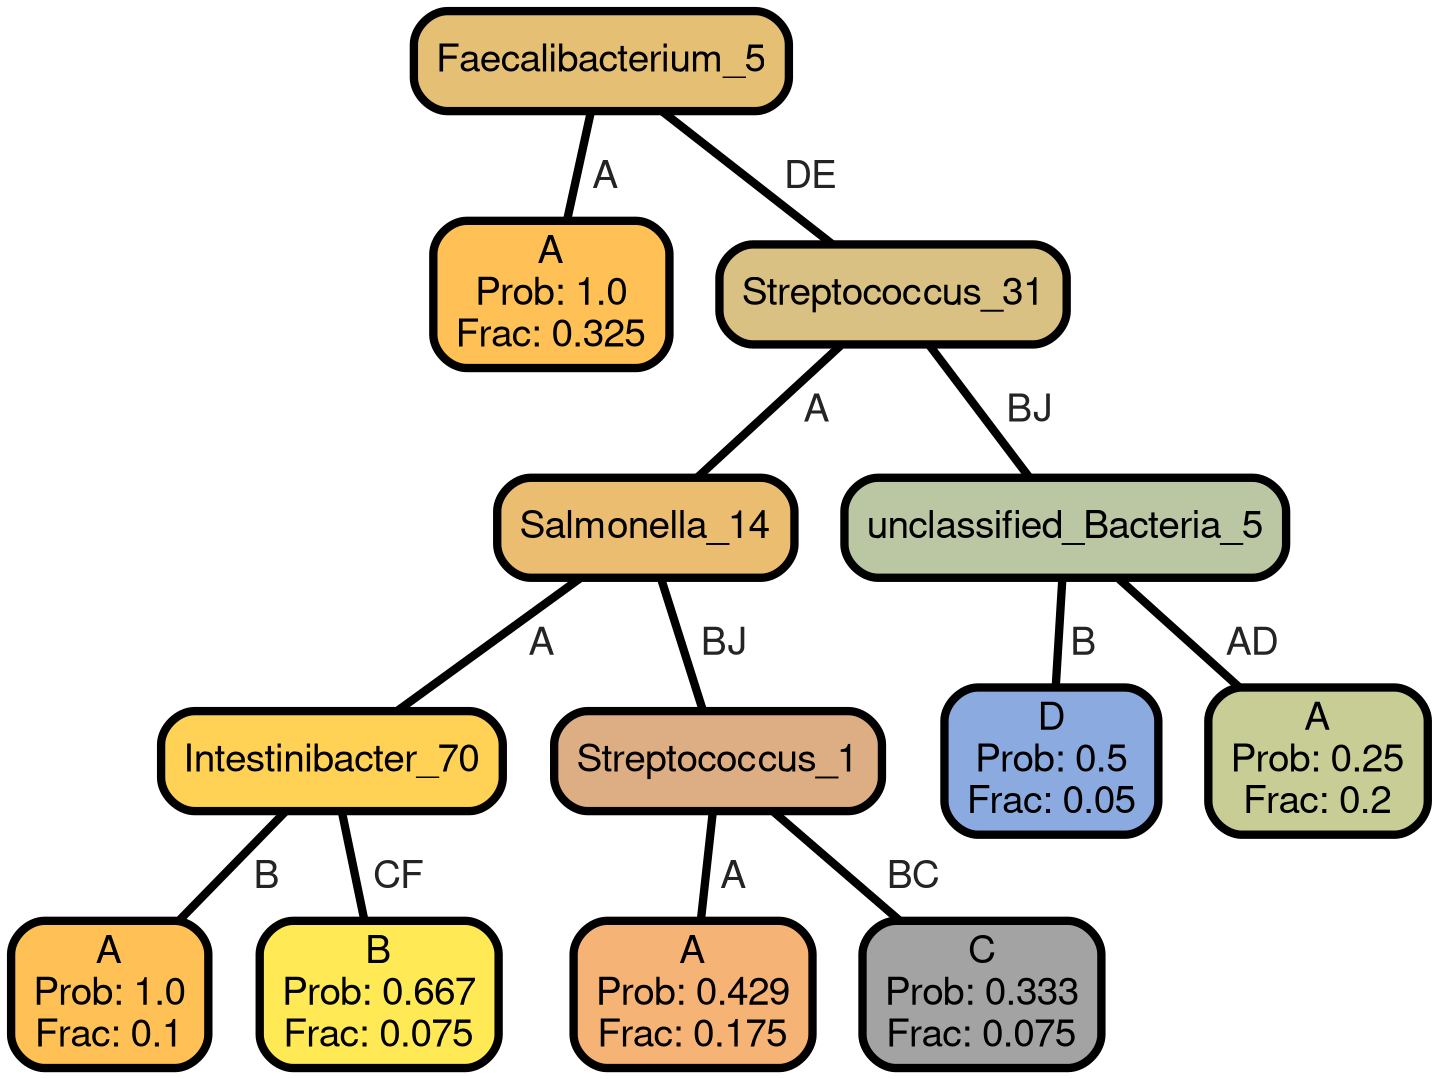 Faecalibacterium_5
A
DE
A
Prob: 1.0
Frac: 0.325
Streptococcus_31
A
BJ
Salmonella_14
unclassified_Bacteria_5
A
BJ
B
AD
Intestinibacter_70
Streptococcus_1
D
Prob: 0.5
Frac: 0.05
A
Prob: 0.25
Frac: 0.2
B
CF
A
BC
A
Prob: 1.0
Frac: 0.1
B
Prob: 0.667
Frac: 0.075
A
Prob: 0.429
Frac: 0.175
C
Prob: 0.333
Frac: 0.075